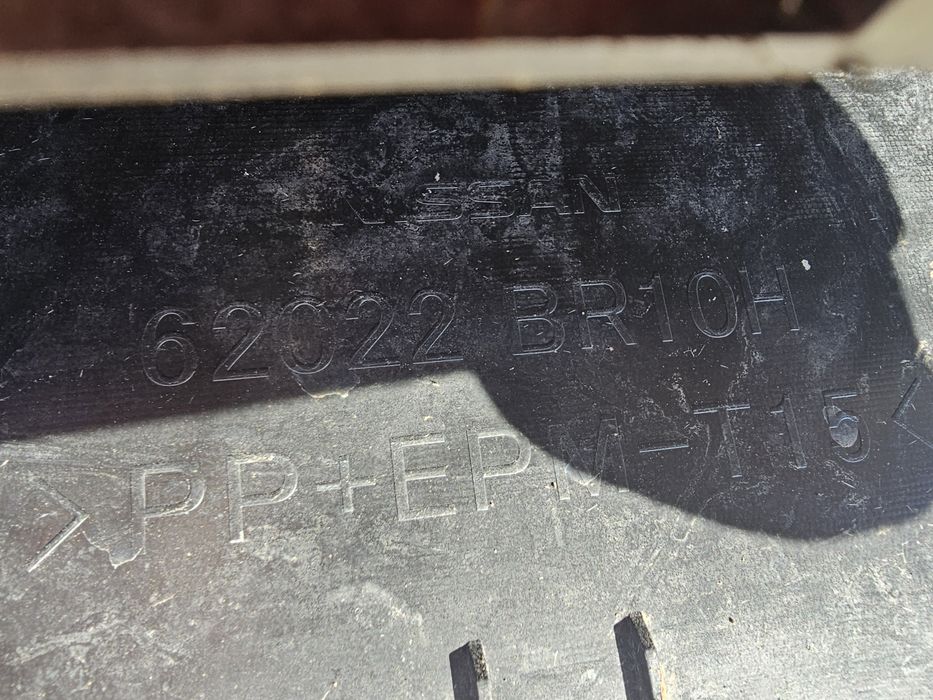 NISSAN
62022 BR10H
>PP+EPM-T15<